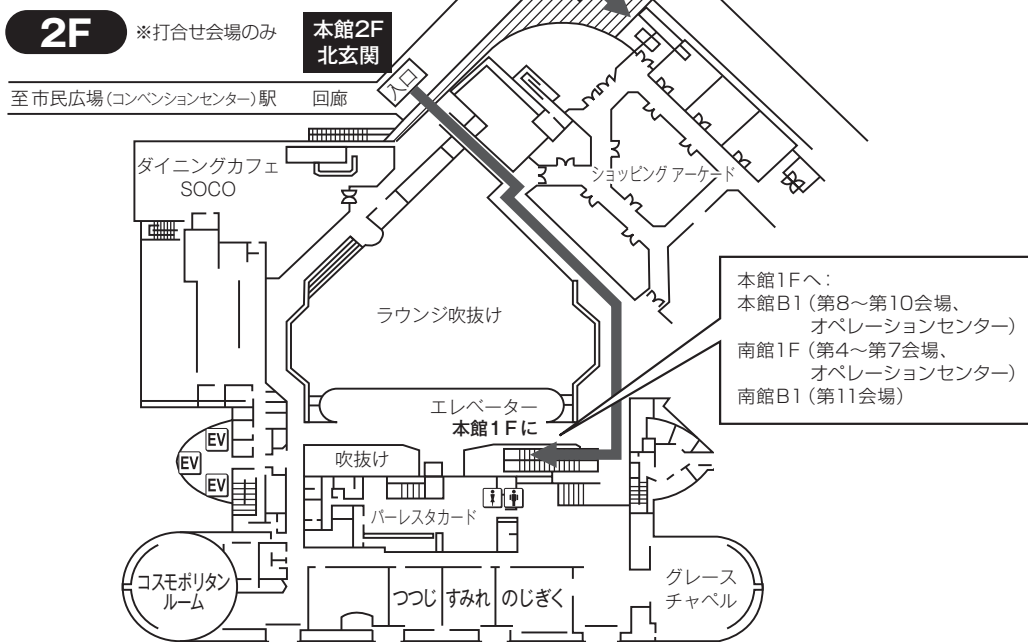 2F
※打合せ会場のみ
本館2F
北玄関
至市民広場(コンベンションセンター)駅
回廊
入口
ダイニングカフェ
SOCO
ショッピング アーケード
ラウンジ吹抜け
本館1Fへ:
本館B1(第8~第10会場、
オペレーションセンター)
南館1F(第4~第7会場、
オペレーションセンター)
南館B1(第11会場)
エレベーター
本館1Fに
吹抜け
EV
EV
EV
バーレスタカード
コスモポリタン
ルーム
つつじ
すみれ
のじぎく
グレース
チャペル